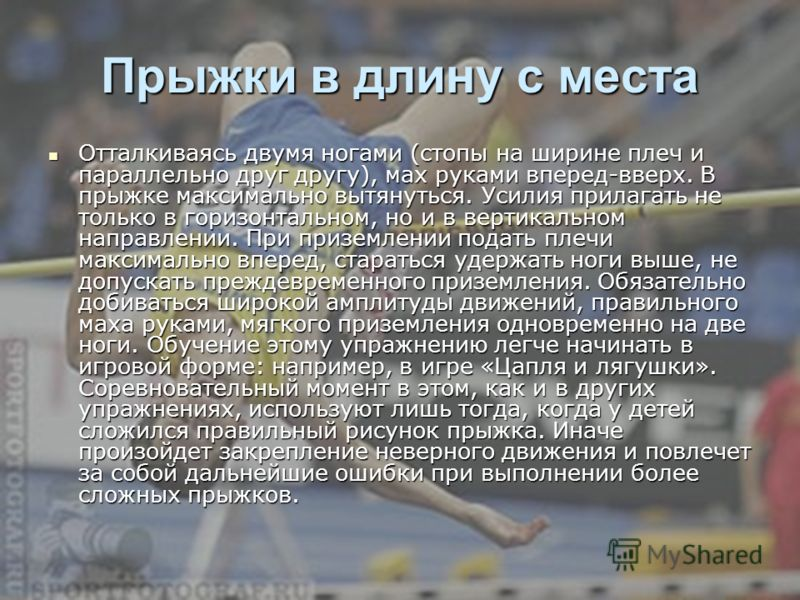 Прыжки в длину с места
Отталкиваясь двумя ногами (стопы на ширине плеч и
параллельно друг другу), мах руками вперед-вверх. В
прыжке максимально вытянуться. Усилия прилагать не
только в горизонтальном, но и в вертикальном
направлении. При приземлении подать плечи
максимально вперед, стараться удержать ноги выше, не
допускать преждевременного приземления. Обязательно
добиваться широкой амплитуды движений, правильного
маха руками, мягкого приземления одновременно на две
ноги. Обучение этому упражнению легче начинать в
игровой форме: например, в игре «Цапля и лягушки».
Соревновательный момент в этом, как и в других
упражнениях, используют лишь тогда, когда у детей
сложился правильный рисунок прыжка. Иначе
произойдет закрепление неверного движения и повлечет
за собой дальнейшие ошибки при выполнении более
сложных прыжков.
MyShared
SPORTFOTOGRAF.RU